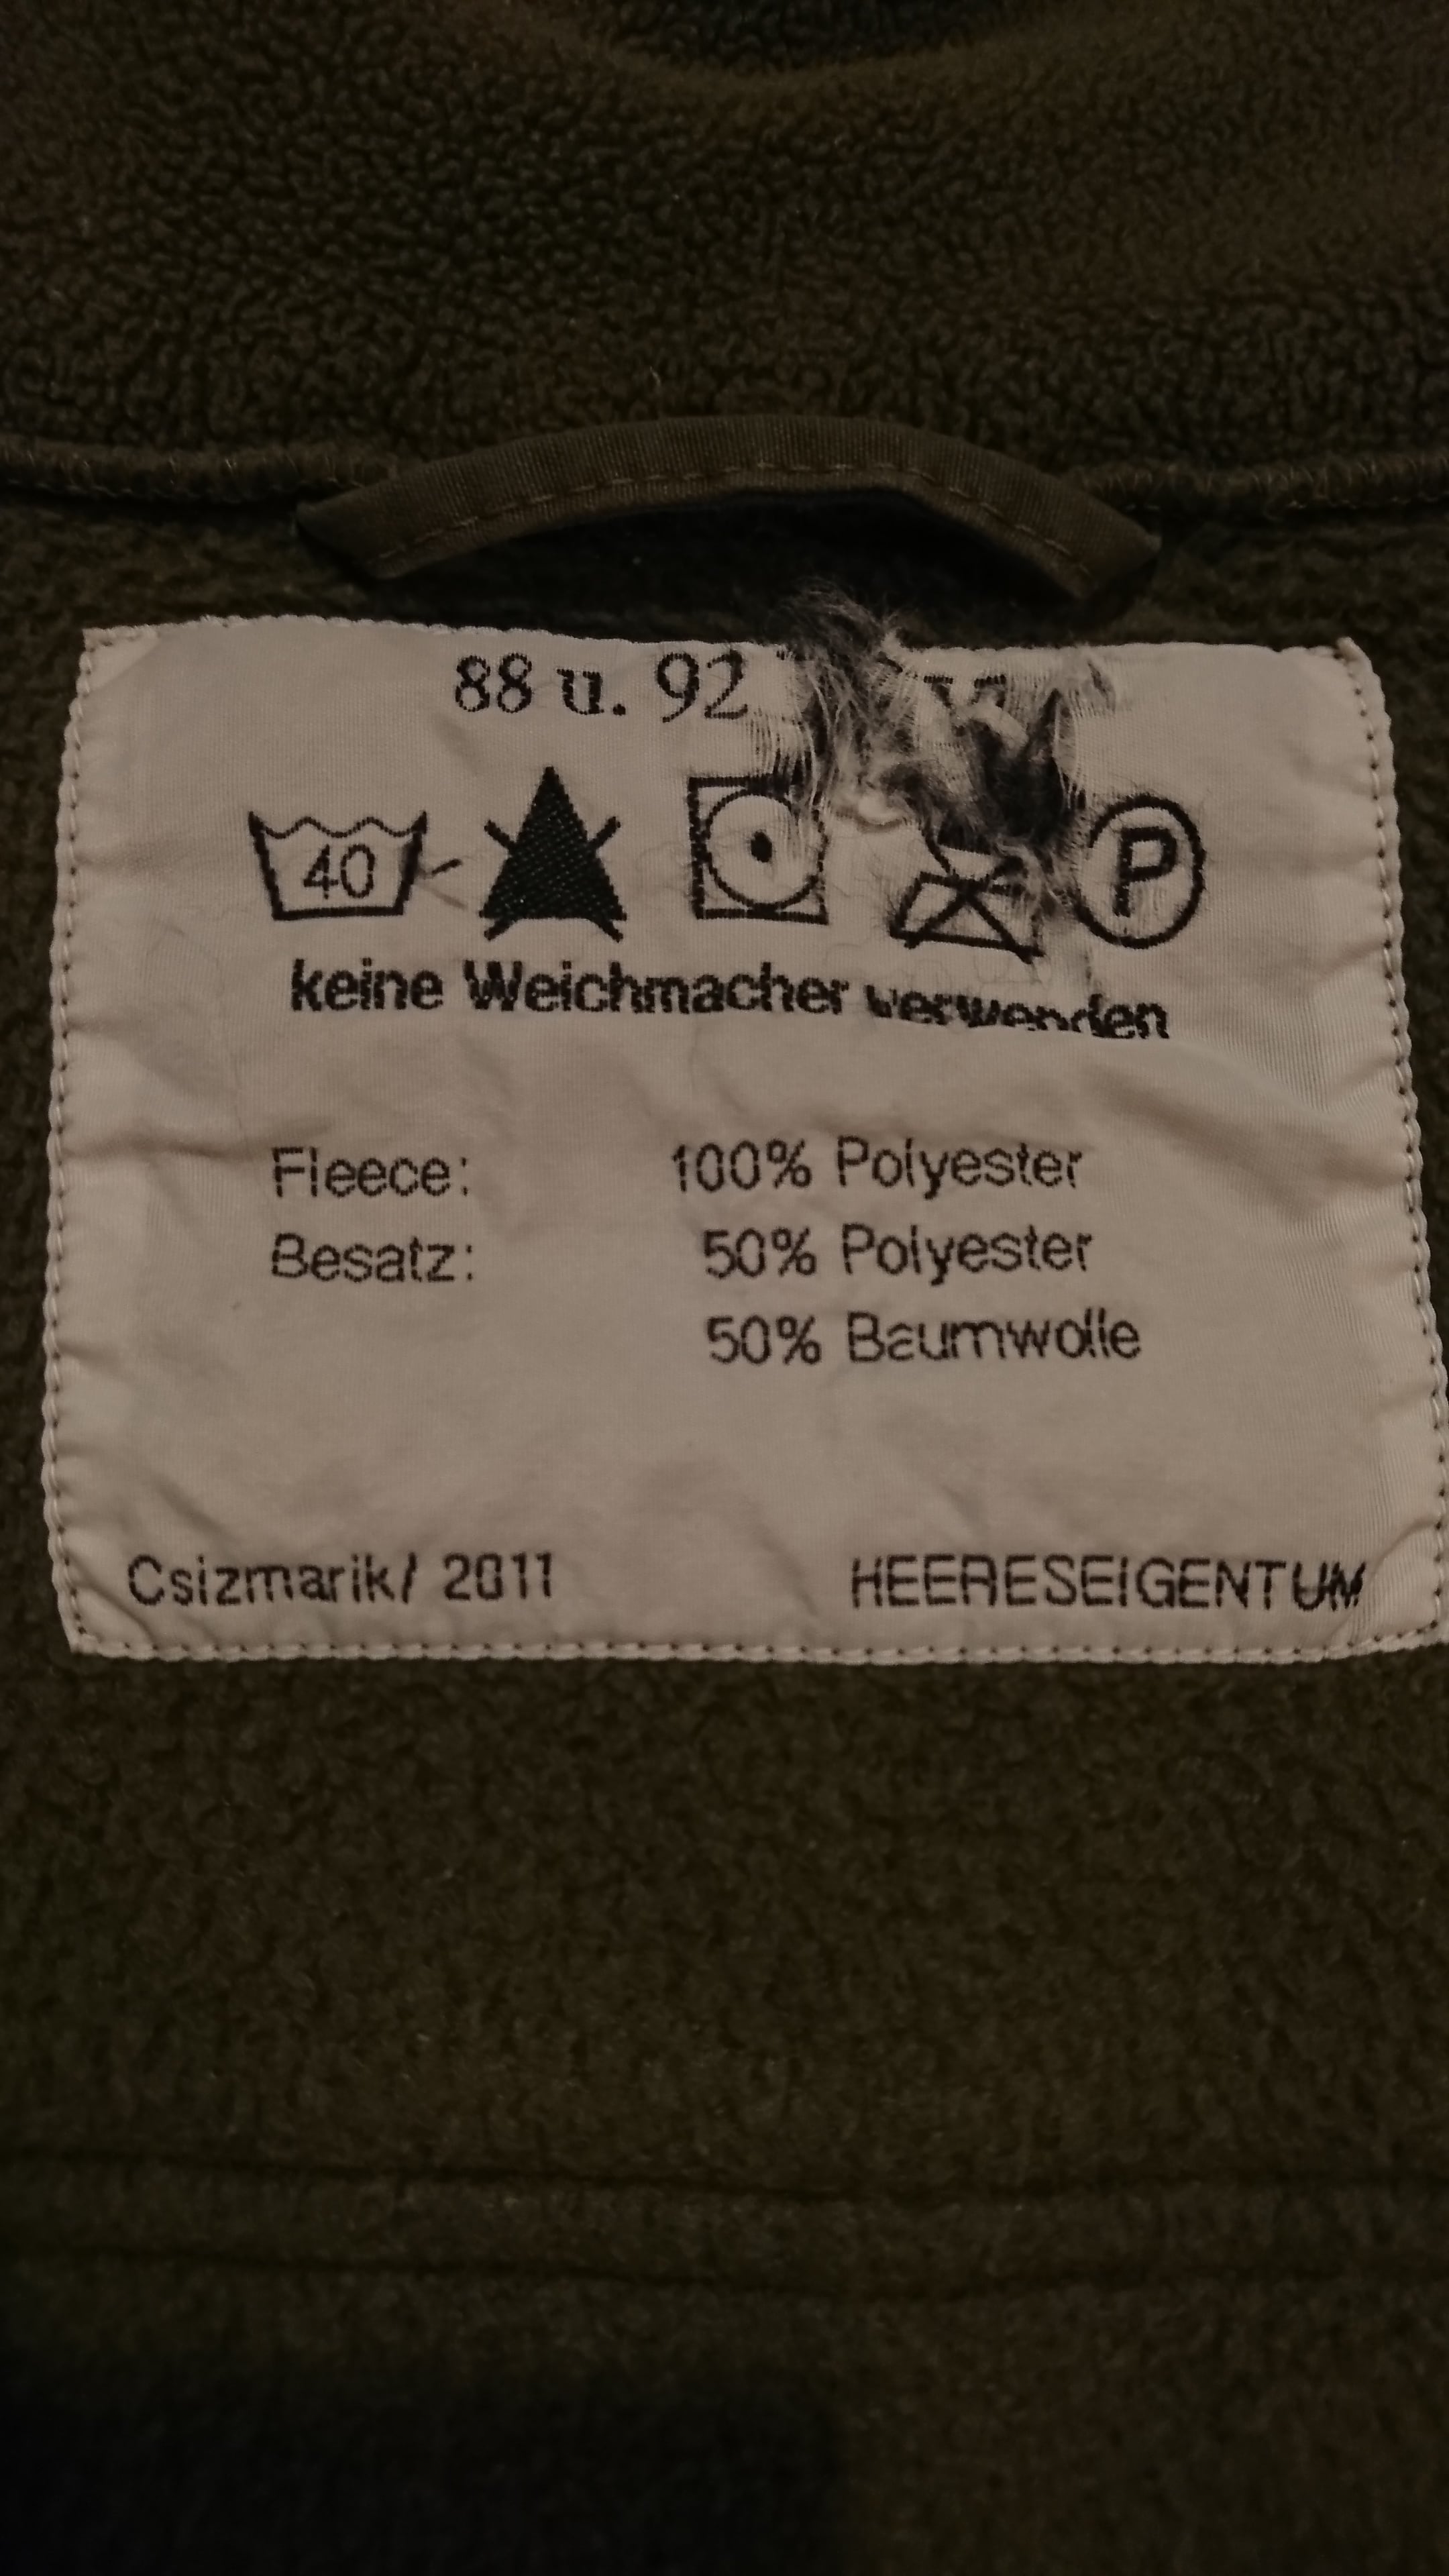 88 u. 92
40 P
keine Weichmacher verwenden
Fleece: 100% Polyester
Besatz: 50% Polyester
50% Baumwolle
Csizmarik/ 2011 HEERESEIGENTUM